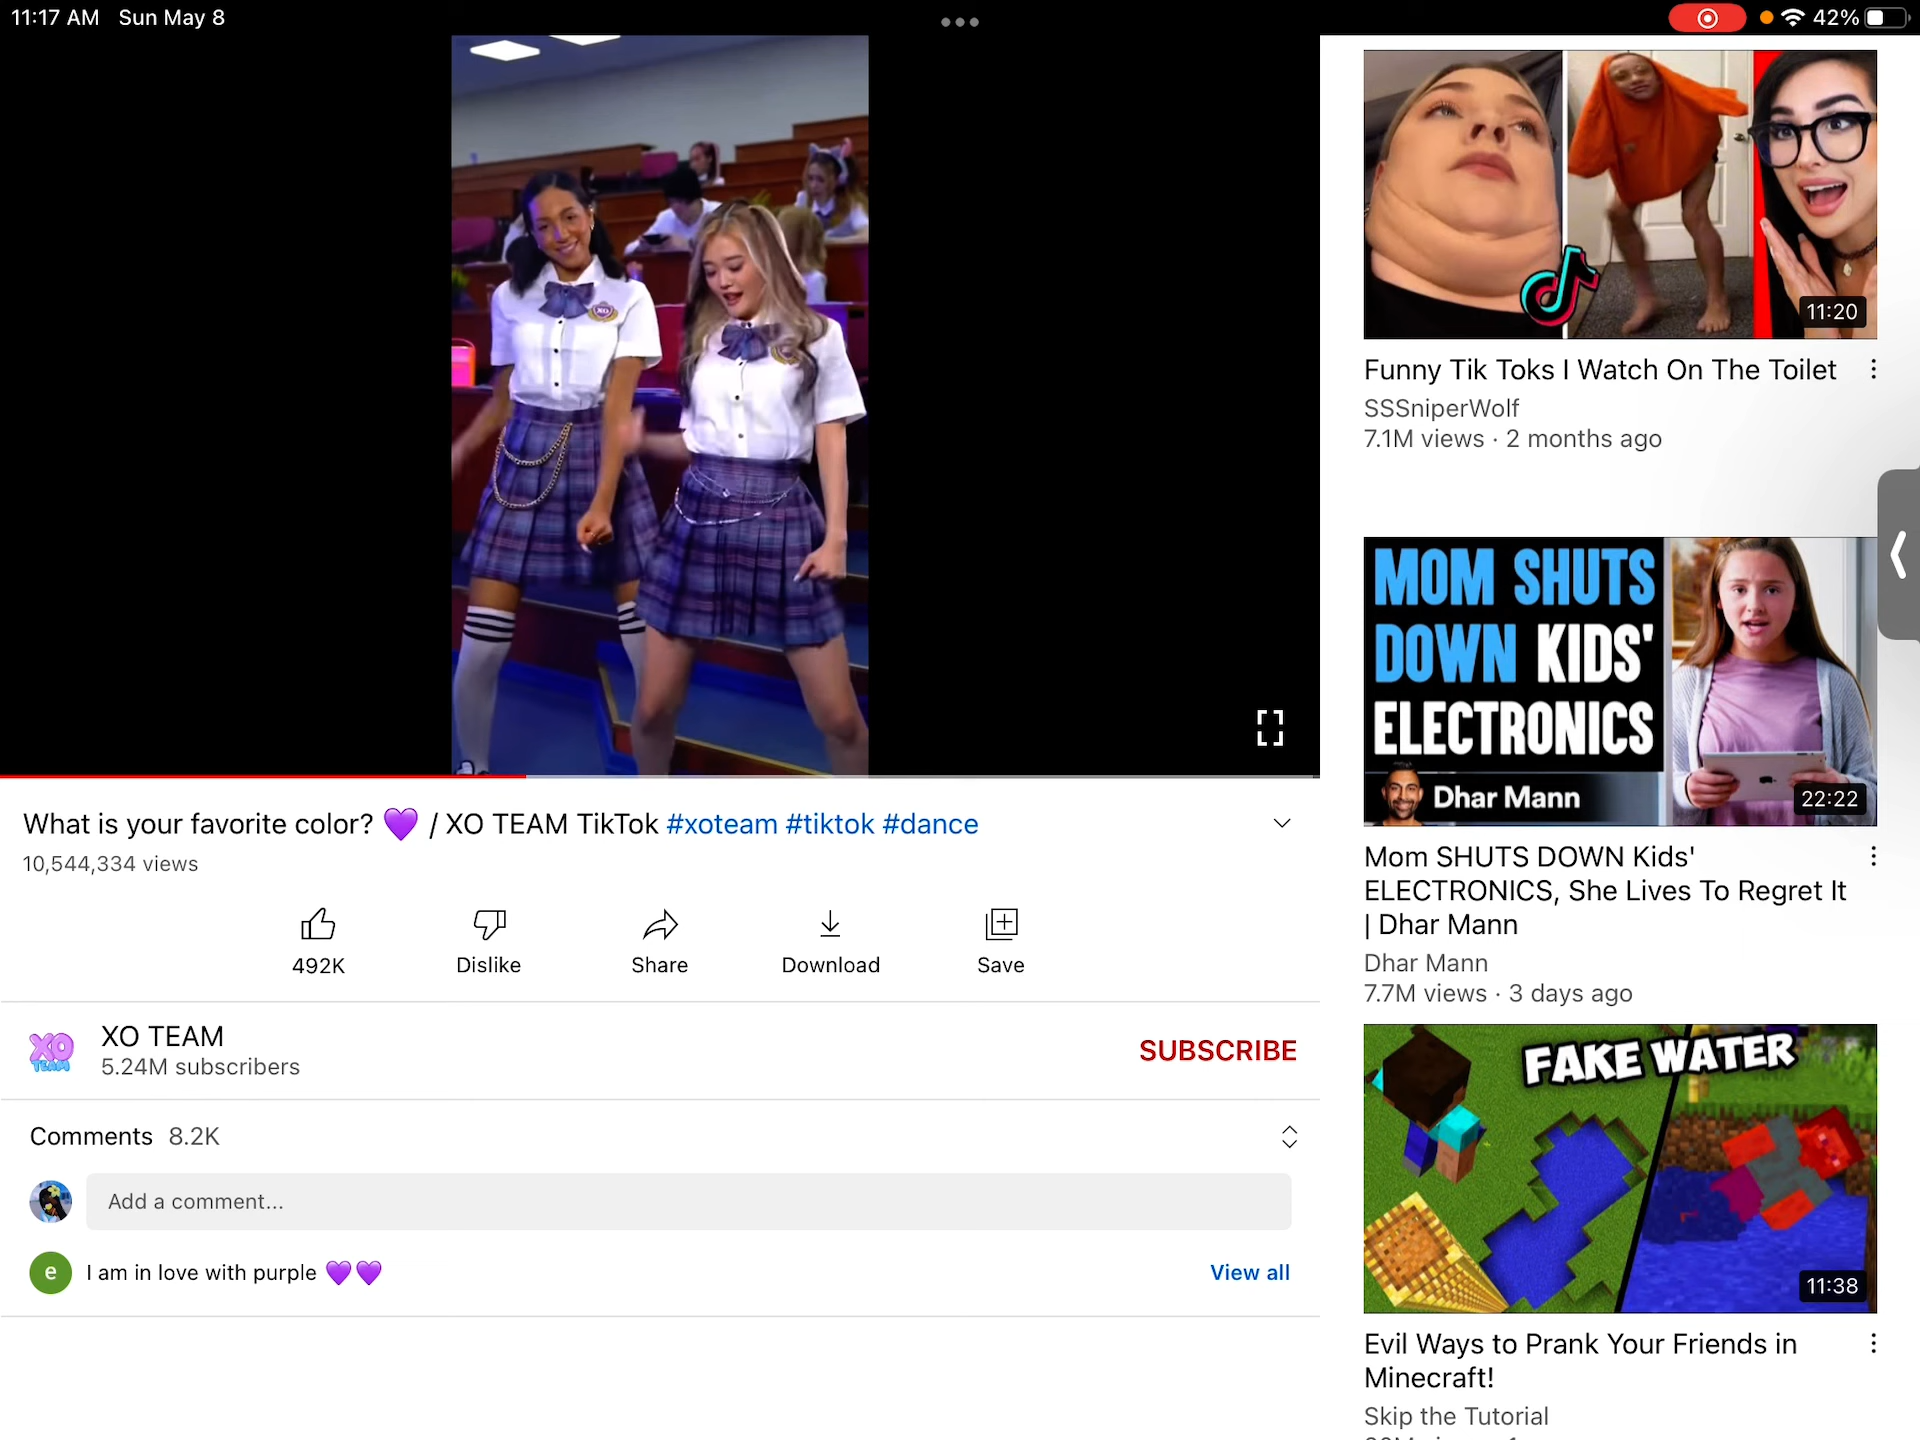 11:17 AM Sun May 8
42%
XO
What is your favorite color? 💜 / XO TEAM TikTok #xoteam #tiktok #dance
10,544,334 views
492K
Dislike
Share
Download
Save
XO
TEAM
XO TEAM
5.24M subscribers
SUBSCRIBE
Comments 8.2K
Add a comment...
e
I am in love with purple 💜💜
View all
11:20
Funny Tik Toks I Watch On The Toilet
SSSniperWolf
7.1M views · 2 months ago
MOM SHUTS
DOWN KIDS'
ELECTRONICS
Dhar Mann
22:22
Mom SHUTS DOWN Kids'
ELECTRONICS, She Lives To Regret It
| Dhar Mann
Dhar Mann
7.7M views · 3 days ago
FAKE WATER
11:38
Evil Ways to Prank Your Friends in
Minecraft!
Skip the Tutorial